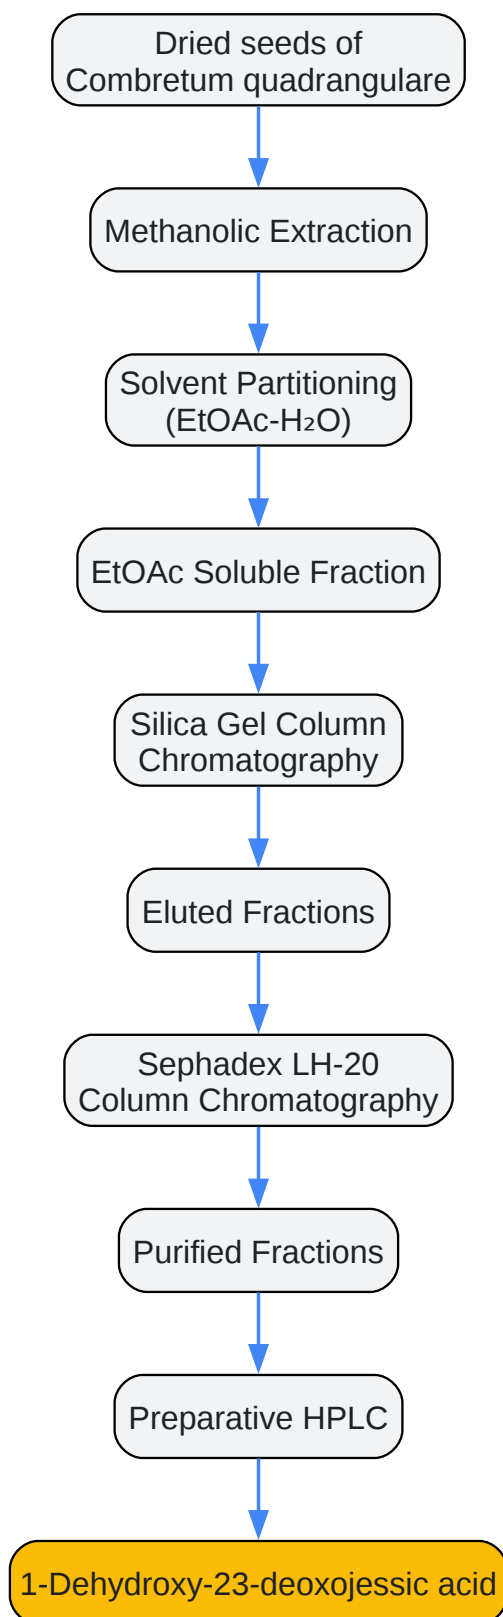 Dried seeds of
Combretum quadrangulare
Methanolic Extraction
Solvent Partitioning
(EtOAc-H₂O)
EtOAc Soluble Fraction
Silica Gel Column
Chromatography
Eluted Fractions
Sephadex LH-20
Column Chromatography
Purified Fractions
Preparative HPLC
1-Dehydroxy-23-deoxojessic acid